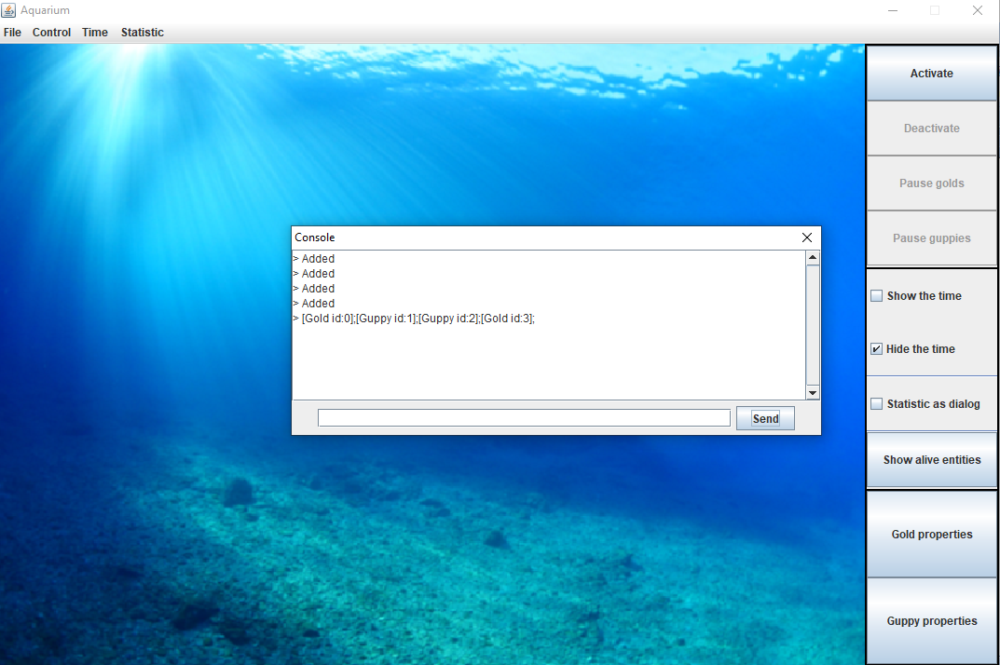 Aquarium
File Control Time Statistic
Activate
Deactivate
Pause golds
Pause guppies
Show the time
Hide the time
Statistic as dialog
Show alive entities
Gold properties
Guppy properties
Console
> Added
> Added
> Added
> Added
> [Gold id:0];[Guppy id:1];[Guppy id:2];[Gold id:3];
Send